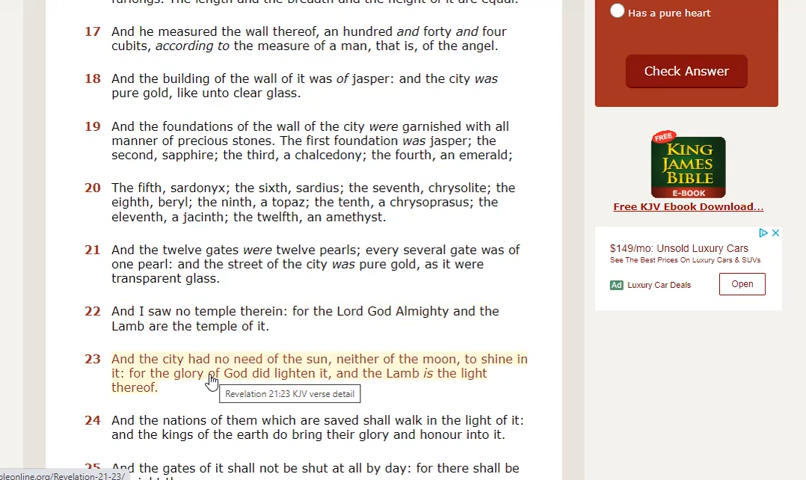 furlongs. The length and the breadth and the height of it are equal.
17 And he measured the wall thereof, an hundred and forty and four
cubits, according to the measure of a man, that is, of the angel.
18 And the building of the wall of it was of jasper: and the city was
pure gold, like unto clear glass.
19 And the foundations of the wall of the city were garnished with all
manner of precious stones. The first foundation was jasper; the
second, sapphire; the third, a chalcedony; the fourth, an emerald;
20 The fifth, sardonyx; the sixth, sardius; the seventh, chrysolite; the
eighth, beryl; the ninth, a topaz; the tenth, a chrysoprasus; the
eleventh, a jacinth; the twelfth, an amethyst.
21 And the twelve gates were twelve pearls; every several gate was of
one pearl: and the street of the city was pure gold, as it were
transparent glass.
22 And I saw no temple therein: for the Lord God Almighty and the
Lamb are the temple of it.
23 And the city had no need of the sun, neither of the moon, to shine in
it: for the glory of God did lighten it, and the Lamb is the light
thereof.
Revelation 21:23 KJV verse detail
24 And the nations of them which are saved shall walk in the light of it:
and the kings of the earth do bring their glory and honour into it.
25 And the gates of it shall not be shut at all by day: for there shall be
pleonline.org/Revelation-21-23/
Has a pure heart
Check Answer
FREE
KING
JAMES
BIBLE
E-BOOK
Free KJV Ebook Download...
$149/mo: Unsold Luxury Cars
See The Best Prices On Luxury Cars & SUVs
Ad Luxury Car Deals
Open